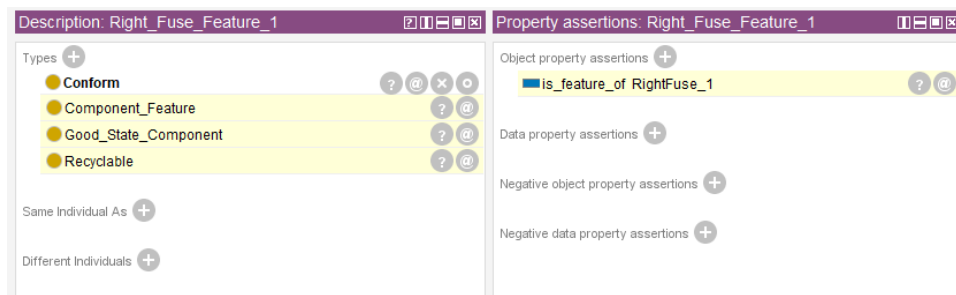 Description: Right_Fuse_Feature_1
Types
Conform
Component_Feature
Good_State_Component
Recyclable
Same Individual As
Different Individuals
Property assertions: Right_Fuse_Feature_1
Object property assertions
is_feature_of RightFuse_1
Data property assertions
Negative object property assertions
Negative data property assertions